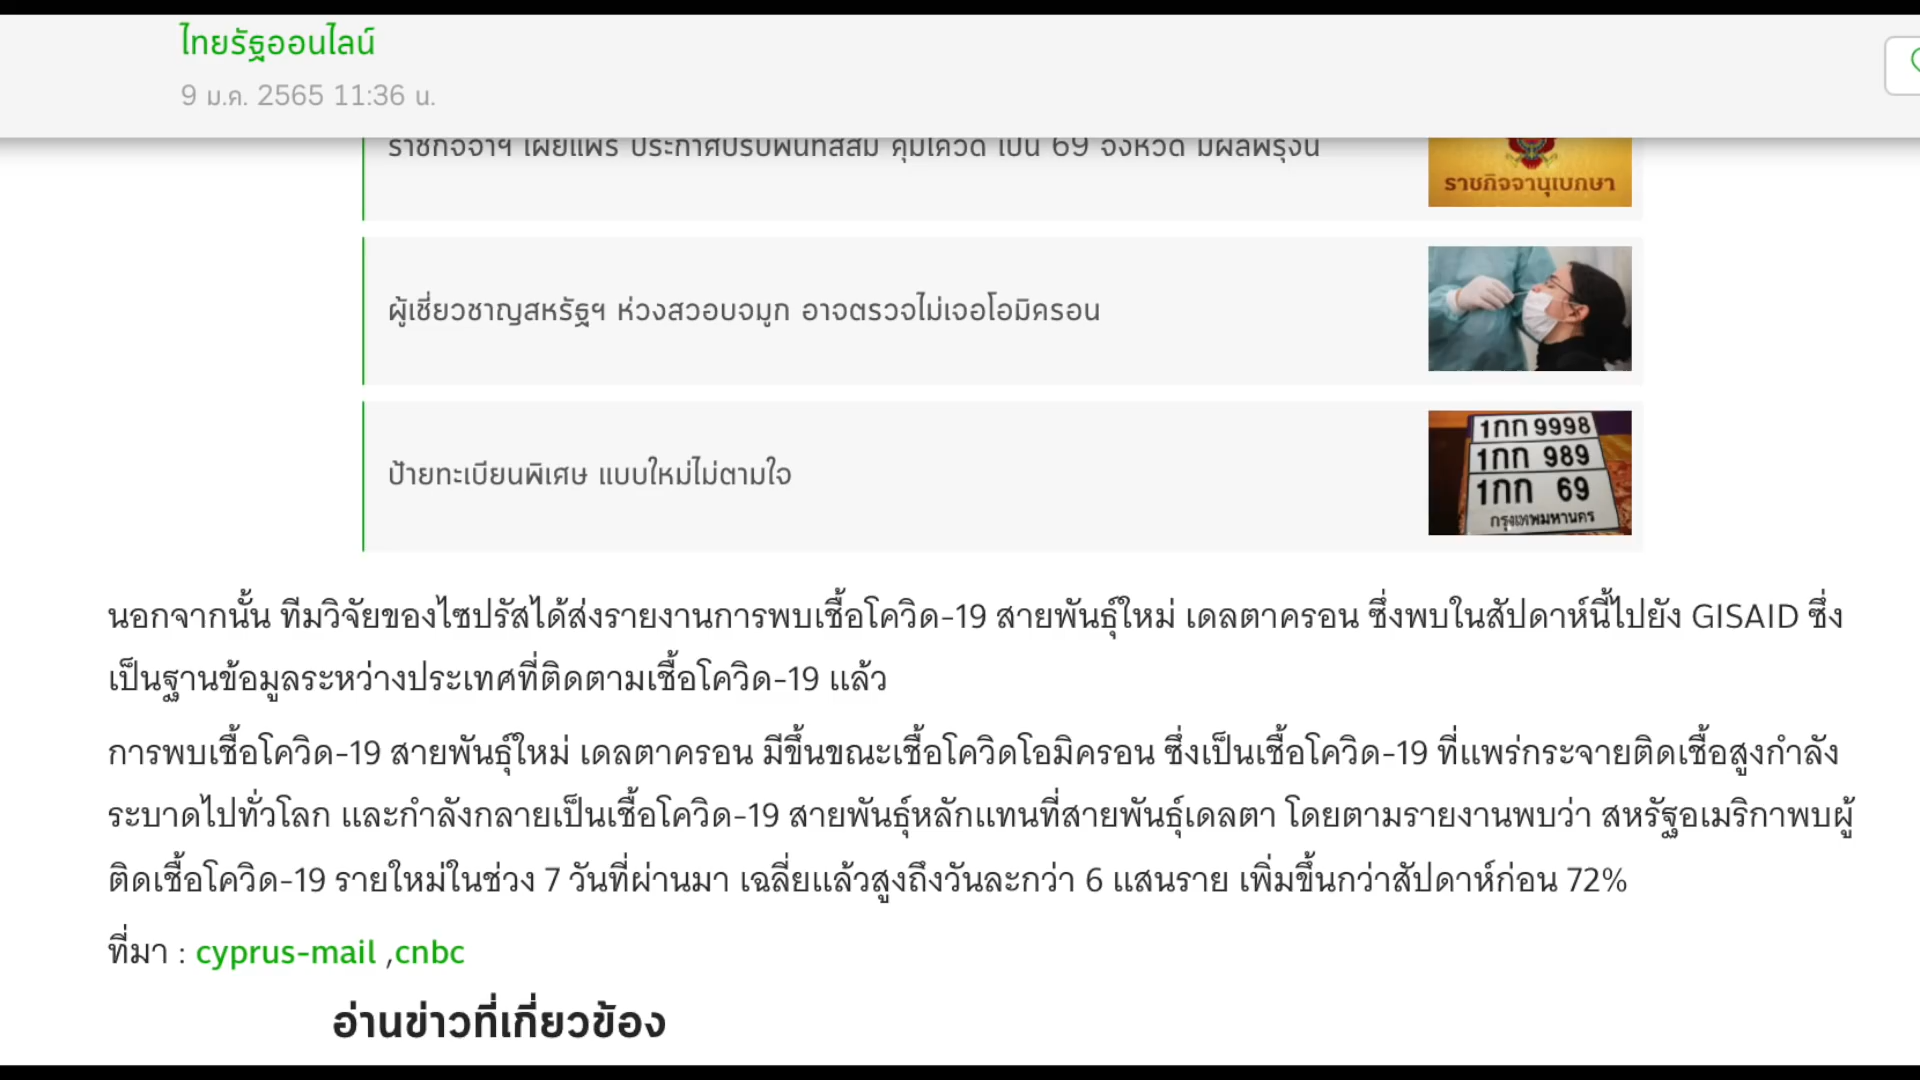 ไทยรัฐออนไลน์
9 ม.ค. 2565 11:36 น.
ราชกิจจาฯ เผยแพร่ ประกาศปรับพื้นที่สีส้ม คุมโควิด เป็น 69 จังหวัด มีผลพรุ่งนี้
ราชกิจจานุเบกษา
ผู้เชี่ยวชาญสหรัฐฯ ห่วงสวอบจมูก อาจตรวจไม่เจอโอมิครอน
ป้ายทะเบียนพิเศษ แบบใหม่ไม่ตามใจ
1กก 9998
1กก 989
1กก 69
กรุงเทพมหานคร
นอกจากนั้น ทีมวิจัยของไซปรัสได้ส่งรายงานการพบเชื้อโควิด-19 สายพันธุ์ใหม่ เดลตาครอน ซึ่งพบในสัปดาห์นี้ไปยัง GISAID ซึ่ง
เป็นฐานข้อมูลระหว่างประเทศที่ติดตามเชื้อโควิด-19 แล้ว
การพบเชื้อโควิด-19 สายพันธุ์ใหม่ เดลตาครอน มีขึ้นขณะเชื้อโควิดโอมิครอน ซึ่งเป็นเชื้อโควิด-19 ที่แพร่กระจายติดเชื้อสูงกำลัง
ระบาดไปทั่วโลก และกำลังกลายเป็นเชื้อโควิด-19 สายพันธุ์หลักแทนที่สายพันธุ์เดลตา โดยตามรายงานพบว่า สหรัฐอเมริกาพบผู้
ติดเชื้อโควิด-19 รายใหม่ในช่วง 7 วันที่ผ่านมา เฉลี่ยแล้วสูงถึงวันละกว่า 6 แสนราย เพิ่มขึ้นกว่าสัปดาห์ก่อน 72%
ที่มา : cyprus-mail ,cnbc
อ่านข่าวที่เกี่ยวข้อง